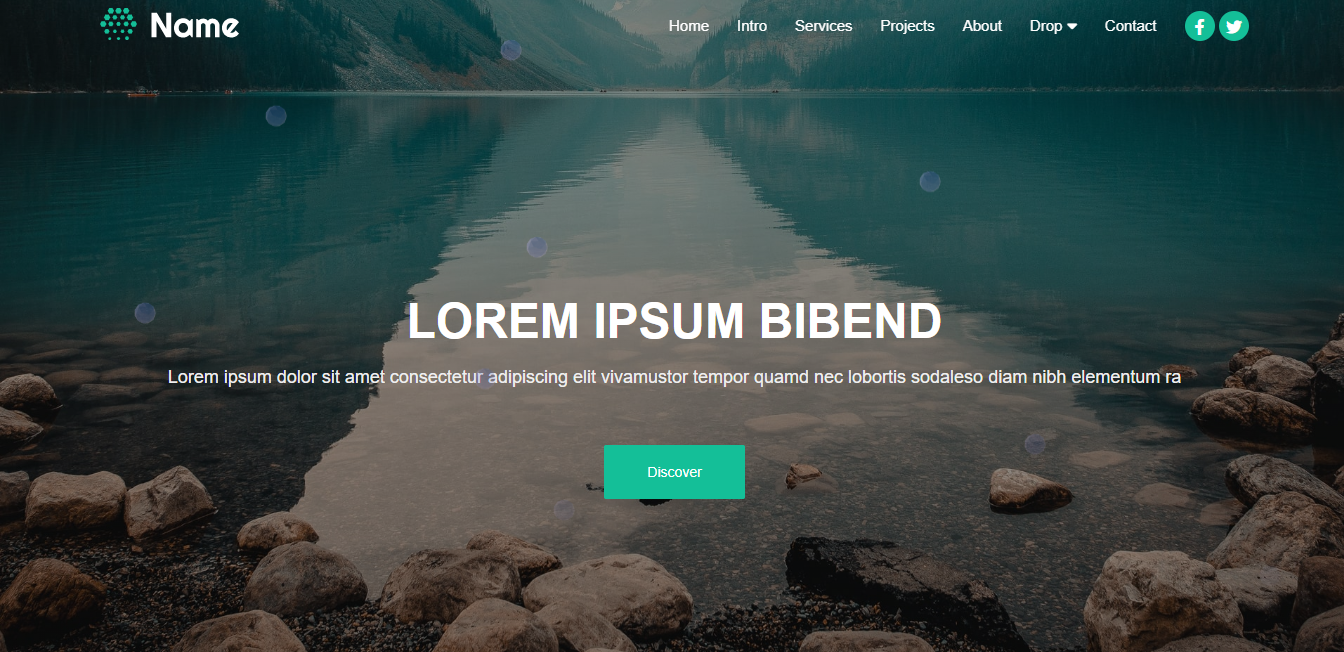 Name
Home Intro Services Projects About Drop Contact
LOREM IPSUM BIBEND
Lorem ipsum dolor sit amet consectetur adipiscing elit vivamustor tempor quamd nec lobortis sodaleso diam nibh elementum ra
Discover